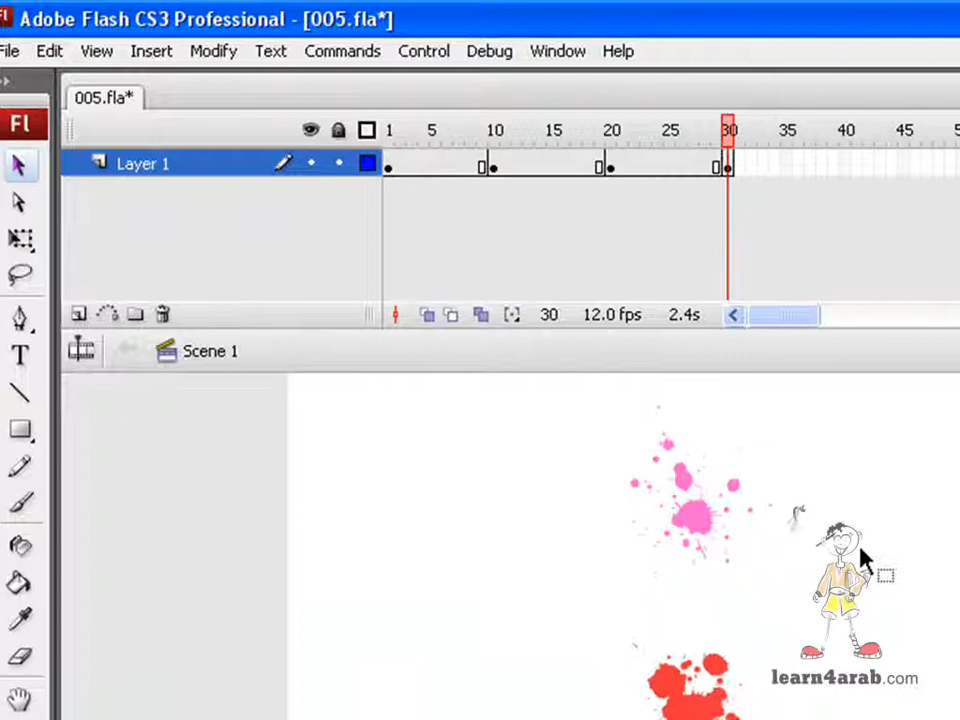 Fl Adobe Flash CS3 Professional - [005.fla*]
File Edit View Insert Modify Text Commands Control Debug Window Help
005.fla*
Fl
1 5 10 15 20 25 30 35 40 45
Layer 1
30 12.0 fps 2.4s
Scene 1
T
learn4arab.com